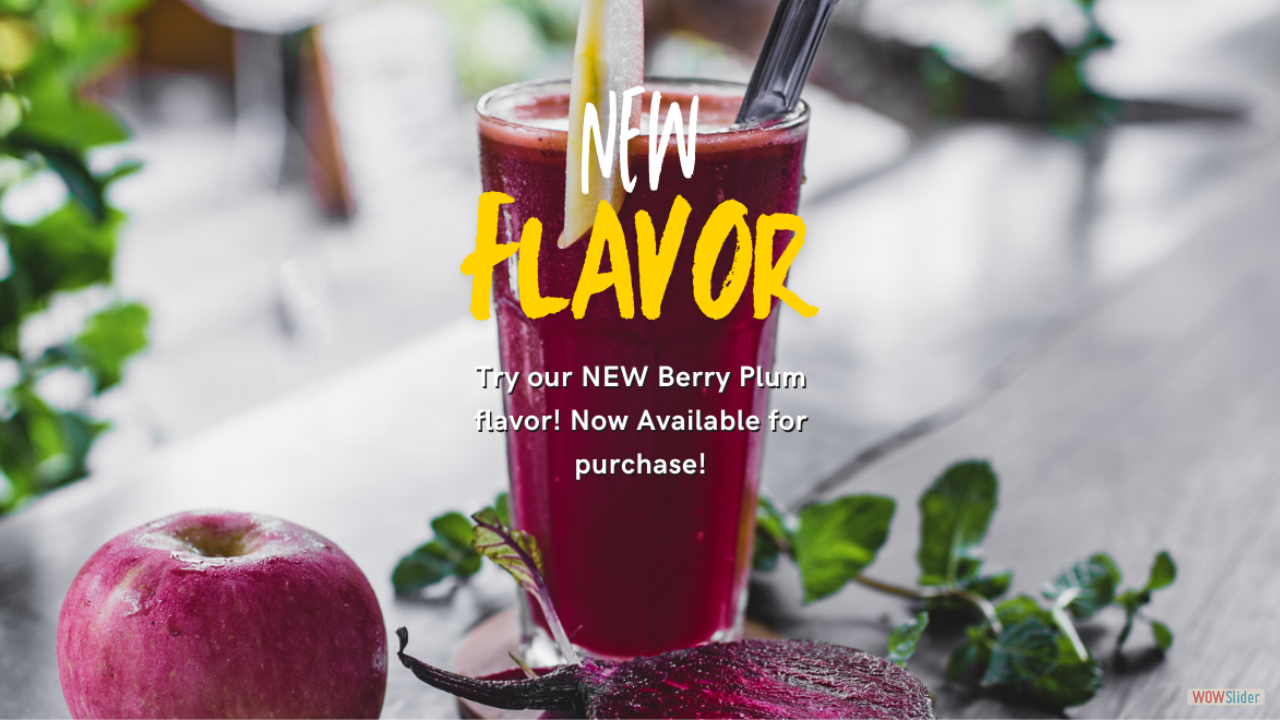 NEW
FLAVOR
Try our NEW Berry Plum
flavor! Now Available for
purchase!
WOWSlider